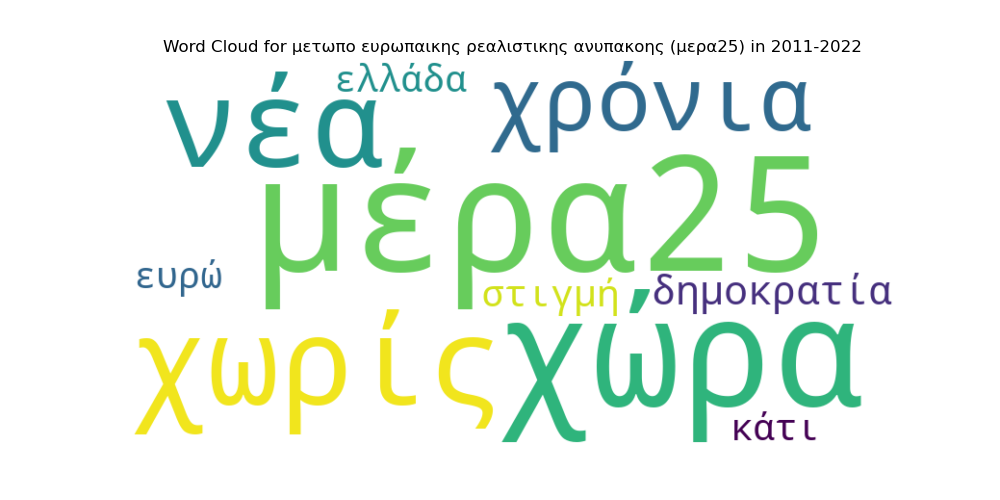 Word Cloud for μετωπο ευρωπαικης ρεαλιστικης ανυπακοης (μερα25) in 2011-2022
ελλάδα
νέα
χρόνια
μέρα25
ευρώ
στιγμή
δημοκρατία
χωρίς
χώρα
κάτι